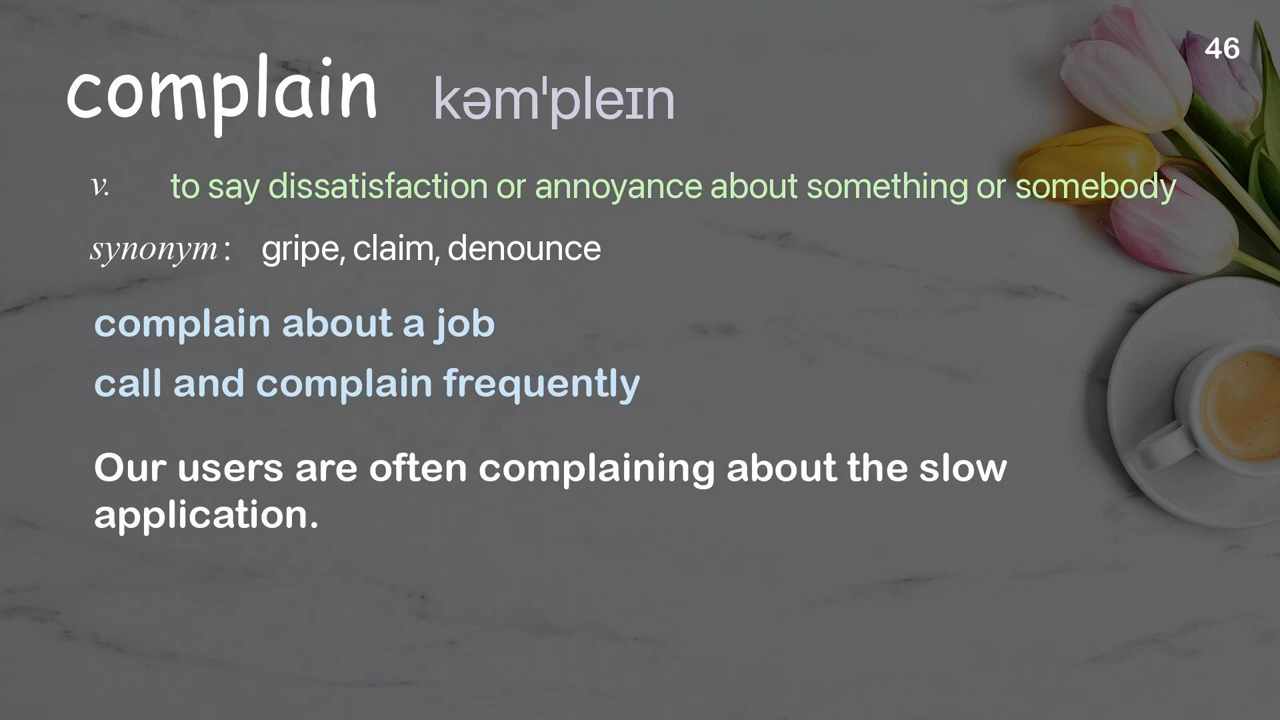 46
complain kəmˈpleɪn
v. to say dissatisfaction or annoyance about something or somebody
synonym: gripe, claim, denounce
complain about a job
call and complain frequently
Our users are often complaining about the slow
application.